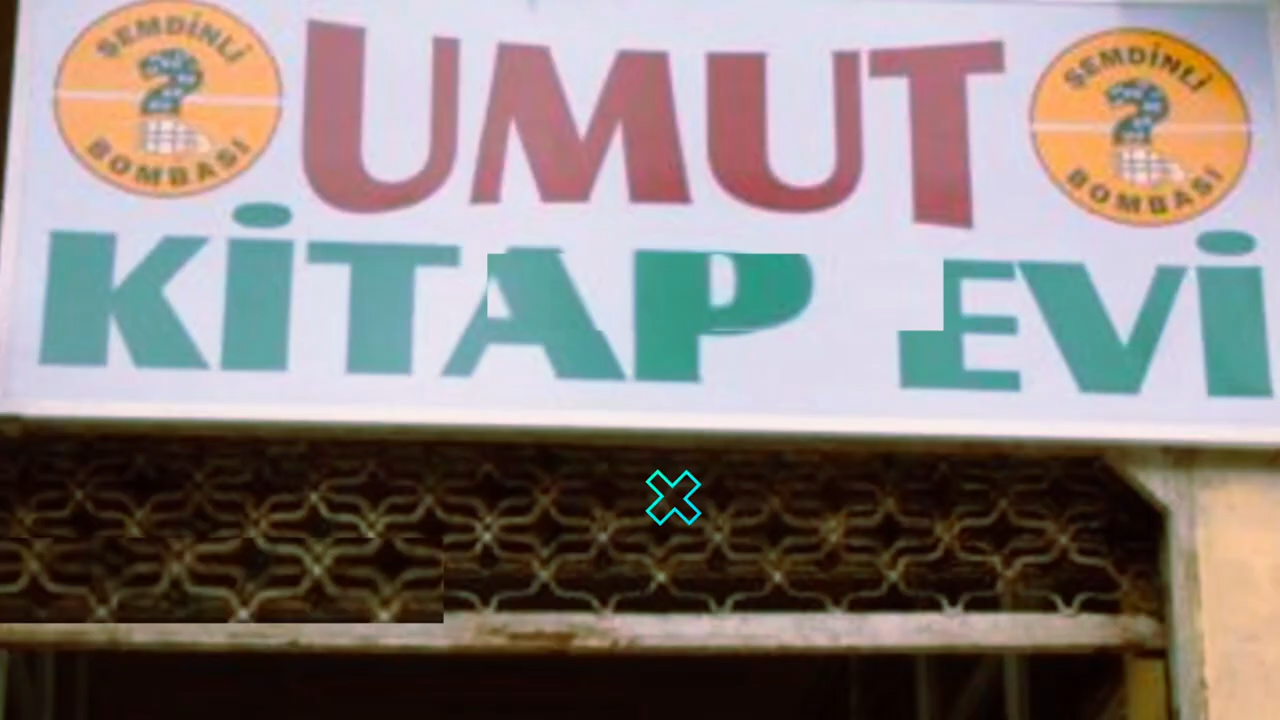 ŞEMDİNLİ
BOMBASI
UMUT
ŞEMDİNLİ
BOMBASI
KİTAP EVİ